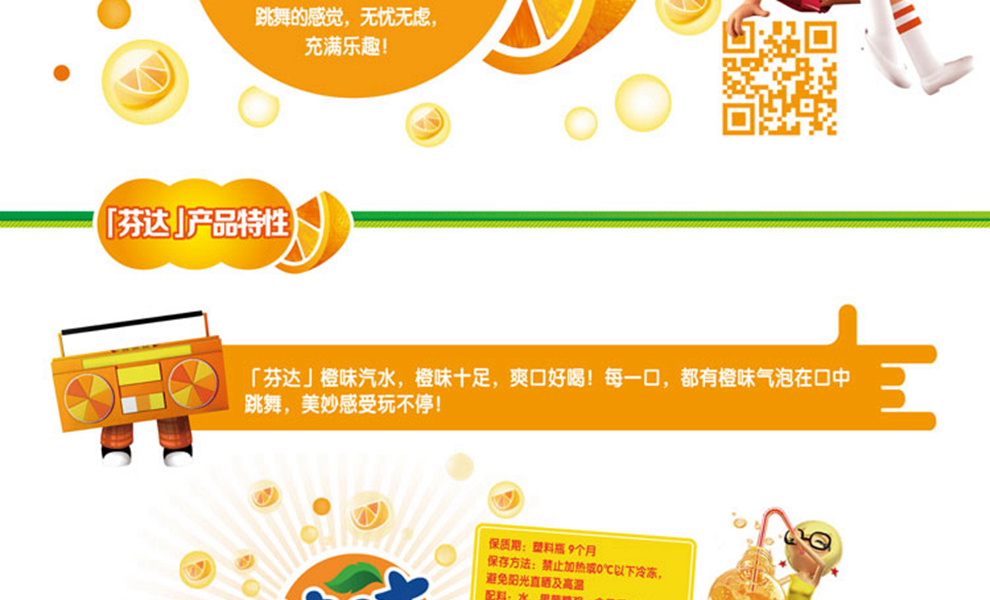 跳舞的感觉，无忧无虑，
充满乐趣！
「芬达」产品特性
「芬达」橙味汽水，橙味十足，爽口好喝！每一口，都有橙味气泡在口中
跳舞，美妙感受玩不停！
保质期：塑料瓶 9个月
保存方法：禁止加热或0℃以下冷冻，
避免阳光直晒及高温
配料：水，果葡糖浆，